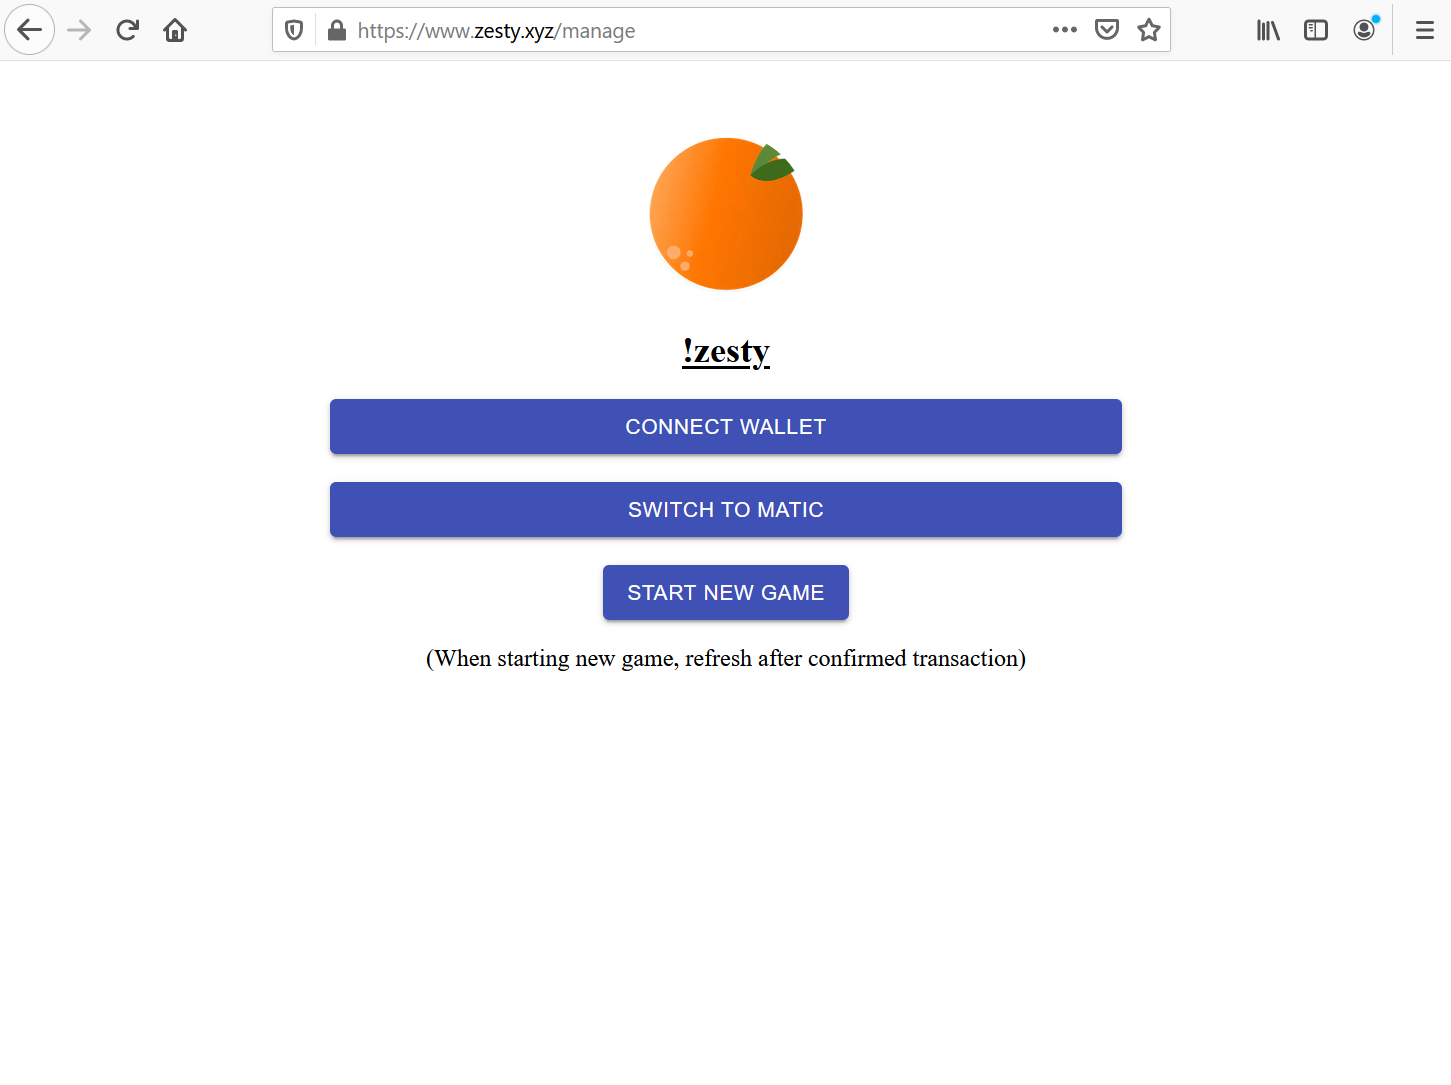 https://www.zesty.xyz/manage
!zesty
CONNECT WALLET
SWITCH TO MATIC
START NEW GAME
(When starting new game, refresh after confirmed transaction)